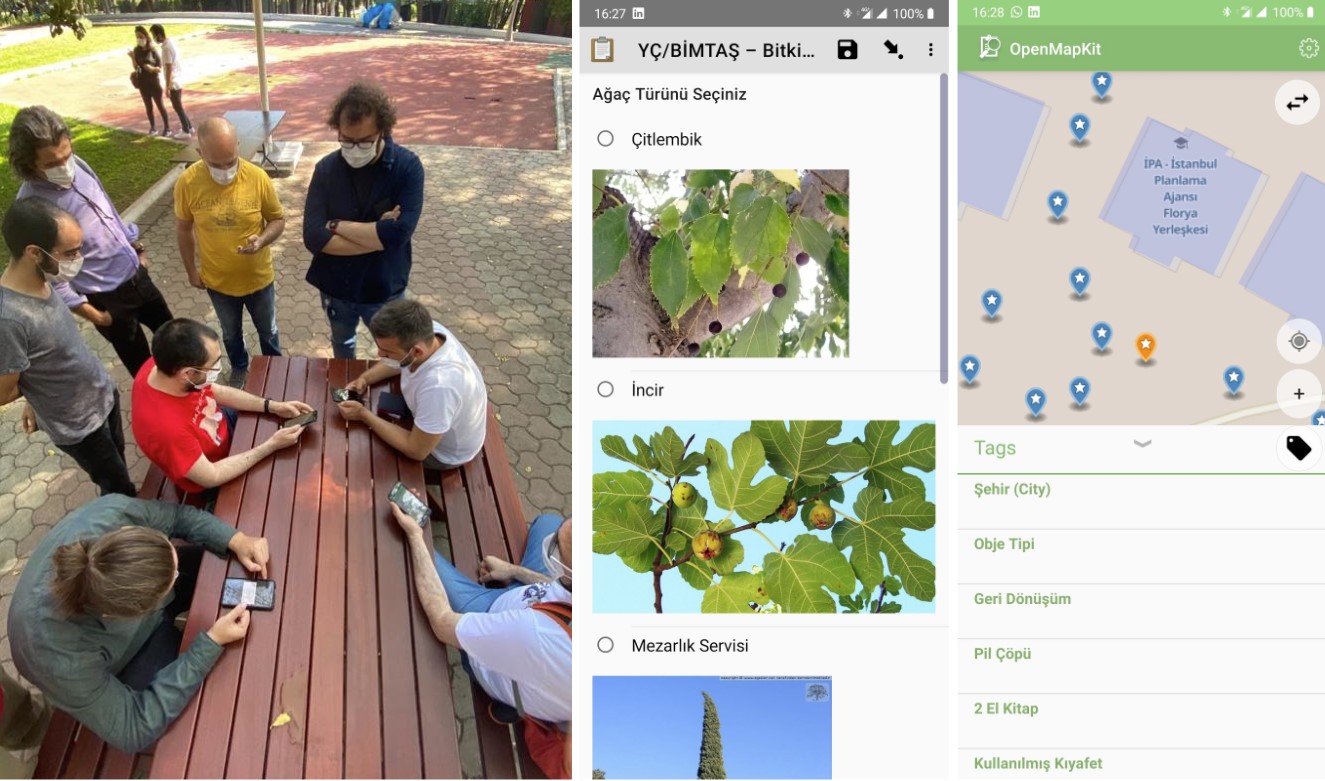 16:27
100%
YÇ/BİMTAŞ – Bitki...
Ağaç Türünü Seçiniz
Çitlembik
İncir
Mezarlık Servisi
16:28
100%
OpenMapKit
İPA - İstanbul
Planlama
Ajansı
Florya
Yerleşkesi
Tags
Şehir (City)
Obje Tipi
Geri Dönüşüm
Pil Çöpü
2 El Kitap
Kullanılmış Kıyafet